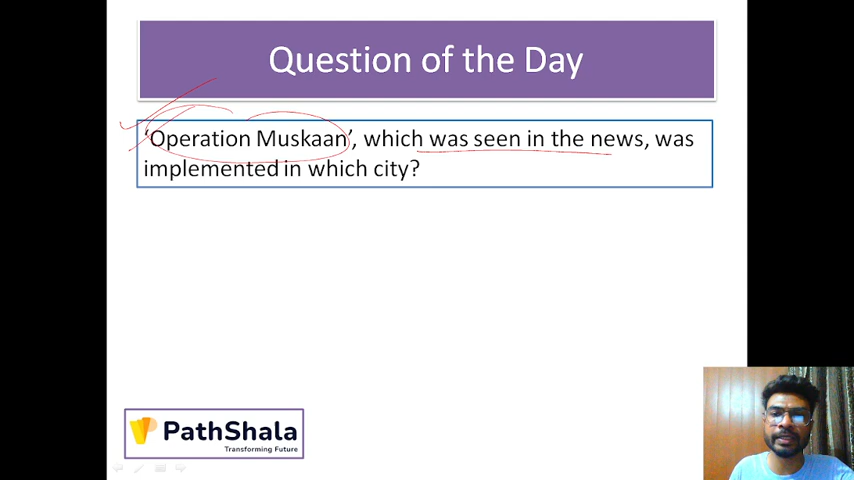 Question of the Day
‘Operation Muskaan’, which was seen in the news, was
implemented in which city?
PathShala
Transforming Future